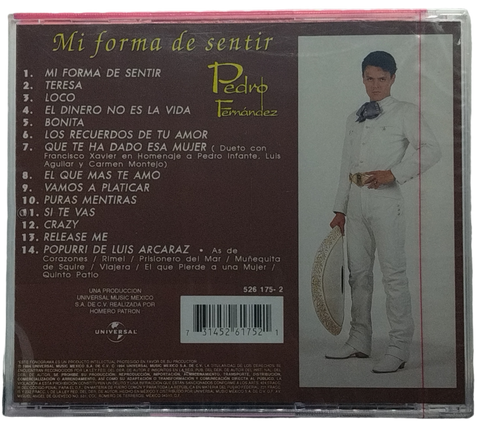 Mi forma de sentir
Pedro
Fernández
1. MI FORMA DE SENTIR
2. TERESA
3. LOCO
4. EL DINERO NO ES LA VIDA
5. BONITA
6. LOS RECUERDOS DE TU AMOR
7. QUE TE HA DADO ESA MUJER ( Dueto con
Francisco Xavier en Homenaje a Pedro Infante, Luis
Aguilar y Carmen Montejo)
8. EL QUE MAS TE AMO
9. VAMOS A PLATICAR
10. PURAS MENTIRAS
11. SI TE VAS
12. CRAZY
13. RELEASE ME
14. POPURRI DE LUIS ARCARAZ • As de
Corazones / Rimel / Prisionero del Mar / Muñequita
de Squire / Viajera / El que Pierde a una Mujer /
Quinto Patio
UNA PRODUCCION
UNIVERSAL MUSIC MEXICO
S.A. DE C.V. REALIZADA POR
HOMERO PATRON
UNIVERSAL
526 175- 2
7 31452 61752 1